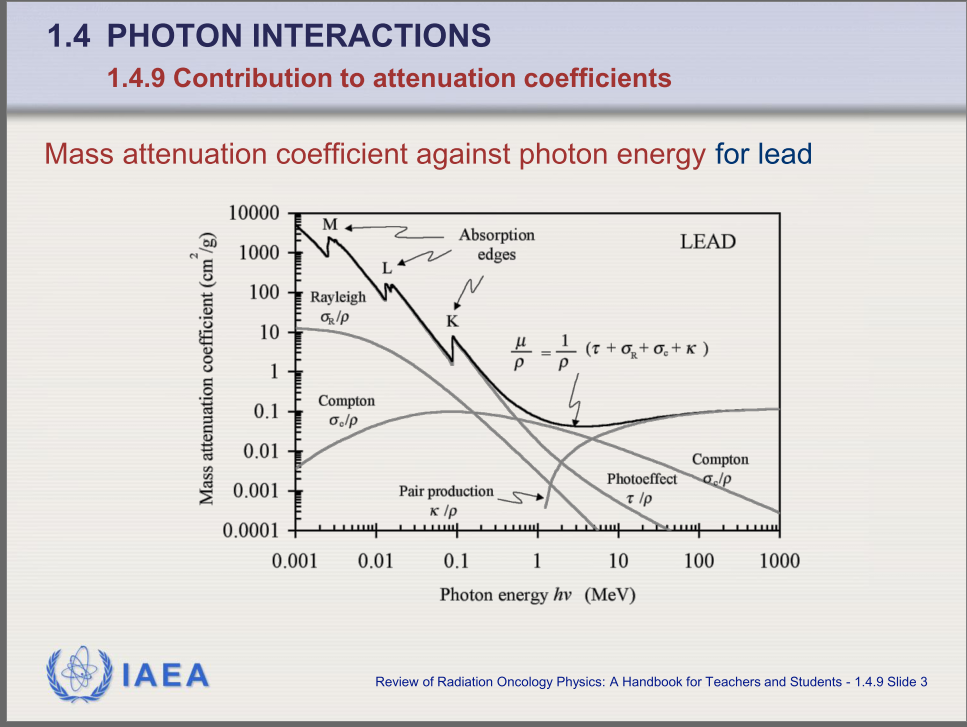 1.4 PHOTON INTERACTIONS
1.4.9 Contribution to attenuation coefficients
Mass attenuation coefficient against photon energy for lead
Mass attenuation coefficient (cm²/g)
10000
1000
100
10
1
0.1
0.01
0.001
0.0001
M
L
K
Absorption
edges
LEAD
Rayleigh
σR/ρ
μ/ρ = 1/ρ (τ + σR + σc + κ )
Compton
σc/ρ
Pair production
κ /ρ
Photoeffect
τ /ρ
Compton
σc/ρ
0.001 0.01 0.1 1 10 100 1000
Photon energy hν (MeV)
IAEA
Review of Radiation Oncology Physics: A Handbook for Teachers and Students - 1.4.9 Slide 3